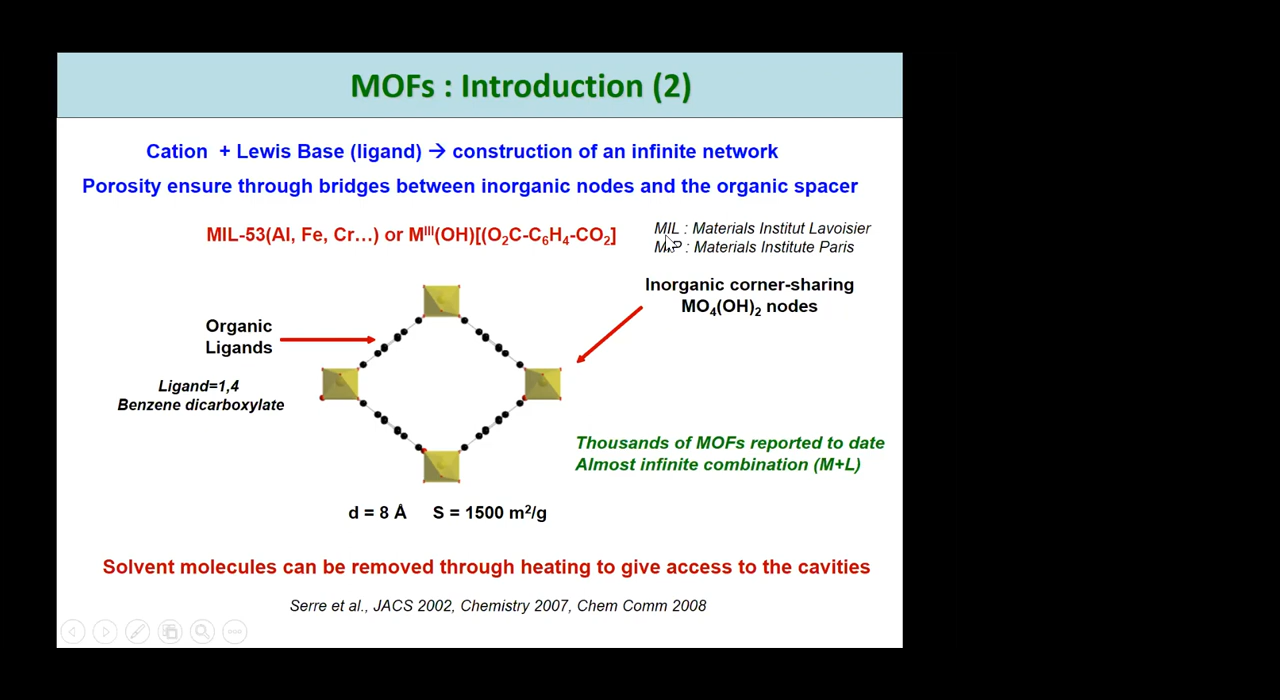 MOFs : Introduction (2)
Cation + Lewis Base (ligand) → construction of an infinite network
Porosity ensure through bridges between inorganic nodes and the organic spacer
MIL-53(Al, Fe, Cr…) or Mᴵᴵᴵ(OH)[(O₂C-C₆H₄-CO₂]
MIL : Materials Institut Lavoisier
: Materials Institute Paris
Inorganic corner-sharing
MO₄(OH)₂ nodes
Organic
Ligands
Ligand=1,4
Benzene dicarboxylate
Thousands of MOFs reported to date
Almost infinite combination (M+L)
d = 8 Å S = 1500 m²/g
Solvent molecules can be removed through heating to give access to the cavities
Serre et al., JACS 2002, Chemistry 2007, Chem Comm 2008